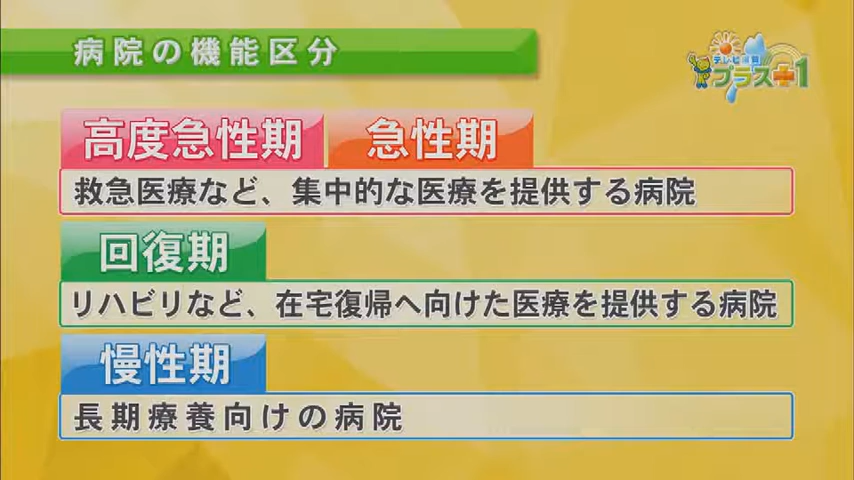 病院の機能区分
テレビ滋賀
プラス+1
高度急性期 急性期
救急医療など、集中的な医療を提供する病院
回復期
リハビリなど、在宅復帰へ向けた医療を提供する病院
慢性期
長期療養向けの病院